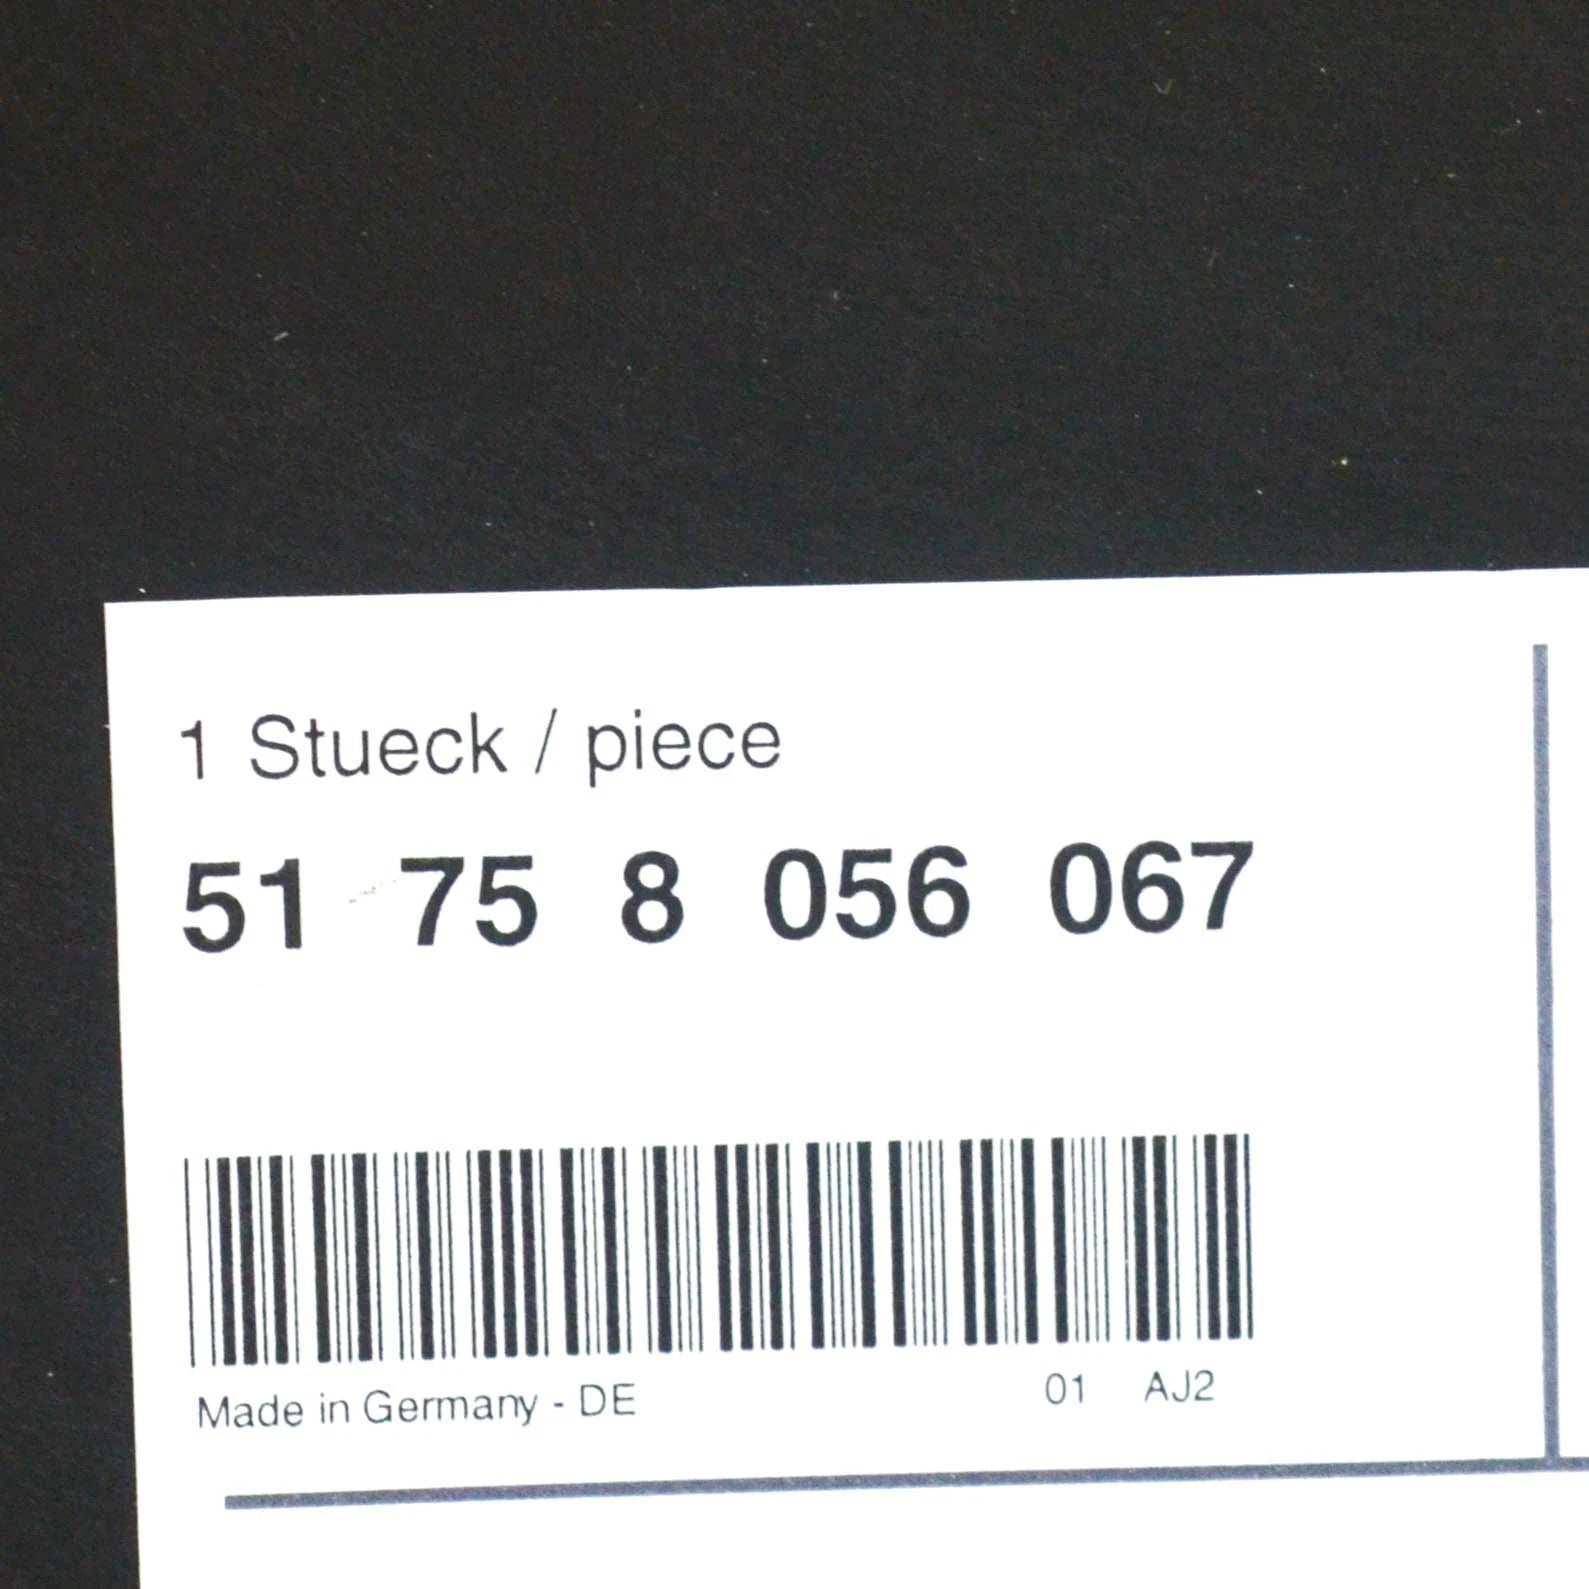 1 Stueck / piece
51 75 8 056 067
Made in Germany - DE 01 AJ2